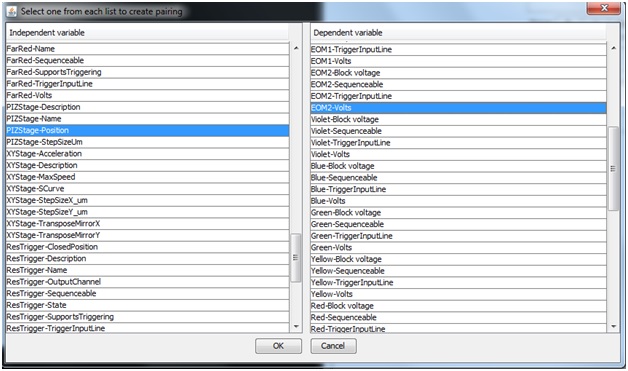 Select one from each list to create pairing
Independent variable
FarRed-Name
FarRed-Sequenceable
FarRed-SupportsTriggering
FarRed-TriggerInputLine
FarRed-Volts
PIZStage-Description
PIZStage-Name
PIZStage-Position
PIZStage-StepSizeUm
XYStage-Acceleration
XYStage-Description
XYStage-MaxSpeed
XYStage-SCurve
XYStage-StepSizeX_um
XYStage-StepSizeY_um
XYStage-TransposeMirrorX
XYStage-TransposeMirrorY
ResTrigger-ClosedPosition
ResTrigger-Description
ResTrigger-Name
ResTrigger-OutputChannel
ResTrigger-Sequenceable
ResTrigger-State
ResTrigger-SupportsTriggering
ResTrigger-TriggerInputLine
Dependent variable
EOM1-TriggerInputLine
EOM1-Volts
EOM2-Block voltage
EOM2-Sequenceable
EOM2-TriggerInputLine
EOM2-Volts
Violet-Block voltage
Violet-Sequenceable
Violet-TriggerInputLine
Violet-Volts
Blue-Block voltage
Blue-Sequenceable
Blue-TriggerInputLine
Blue-Volts
Green-Block voltage
Green-Sequenceable
Green-TriggerInputLine
Green-Volts
Yellow-Block voltage
Yellow-Sequenceable
Yellow-TriggerInputLine
Yellow-Volts
Red-Block voltage
Red-Sequenceable
Red-TriggerInputLine
OK
Cancel